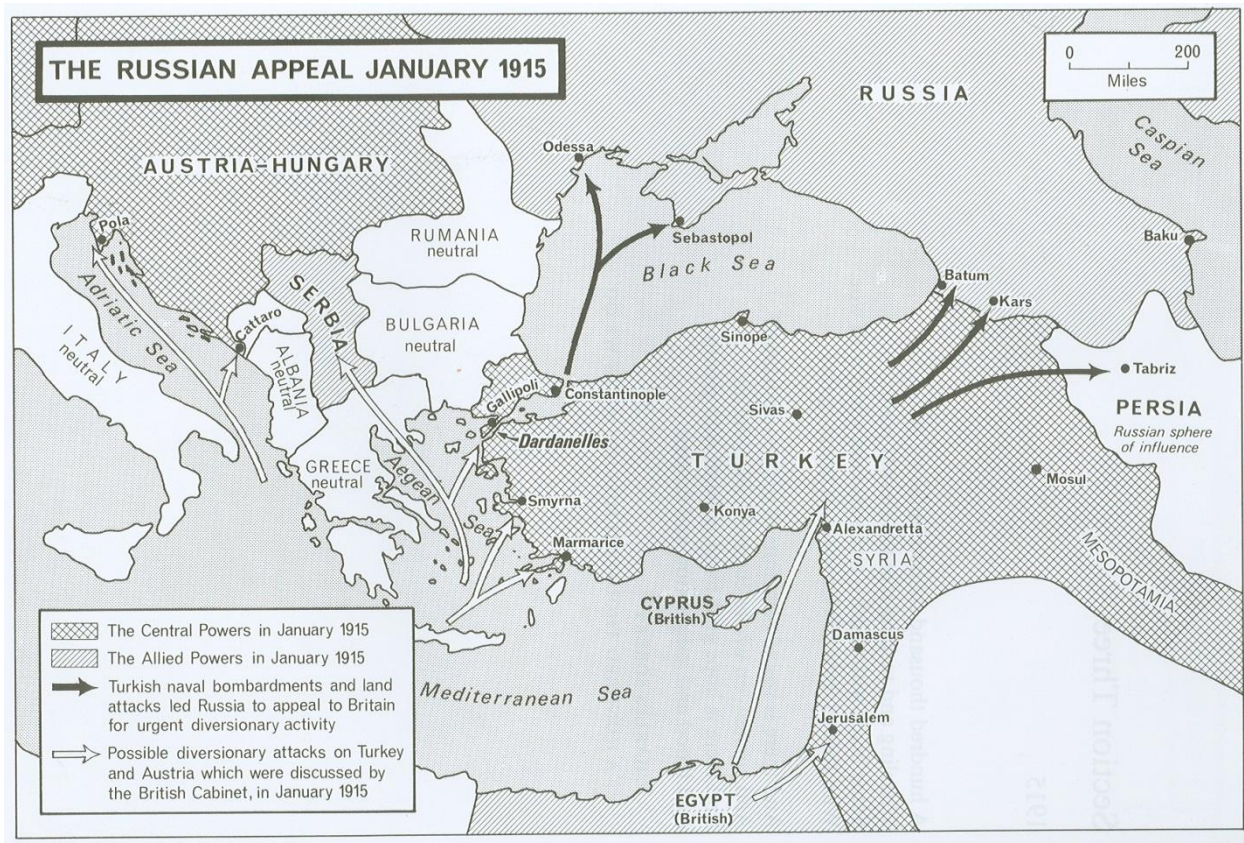 THE RUSSIAN APPEAL JANUARY 1915
0 200
Miles
RUSSIA
Caspian
Sea
AUSTRIA-HUNGARY
Odessa
Pola
RUMANIA
neutral
Sebastopol
Baku
Black Sea
Adriatic Sea
SERBIA
Batum
Kars
Cattaro
BULGARIA
neutral
Sinope
ITALY
neutral
ALBANIA
neutral
Gallipoli
Constantinople
Tabriz
Sivas
PERSIA
Russian sphere
of influence
Dardanelles
TURKEY
GREECE
neutral
Aegean
Sea
Mosul
Smyrna
Konya
Alexandretta
Marmarice
SYRIA
MESOPOTAMIA
CYPRUS
(British)
Damascus
Mediterranean Sea
Jerusalem
EGYPT
(British)
The Central Powers in January 1915
The Allied Powers in January 1915
Turkish naval bombardments and land
attacks led Russia to appeal to Britain
for urgent diversionary activity
Possible diversionary attacks on Turkey
and Austria which were discussed by
the British Cabinet, in January 1915